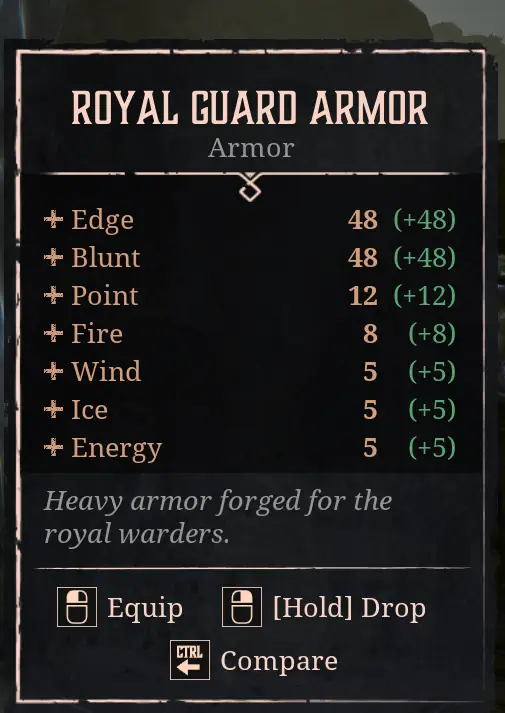 ROYAL GUARD ARMOR
Armor
Edge 48 (+48)
Blunt 48 (+48)
Point 12 (+12)
Fire 8 (+8)
Wind 5 (+5)
Ice 5 (+5)
Energy 5 (+5)
Heavy armor forged for the
royal warders.
Equip [Hold] Drop
CTRL Compare